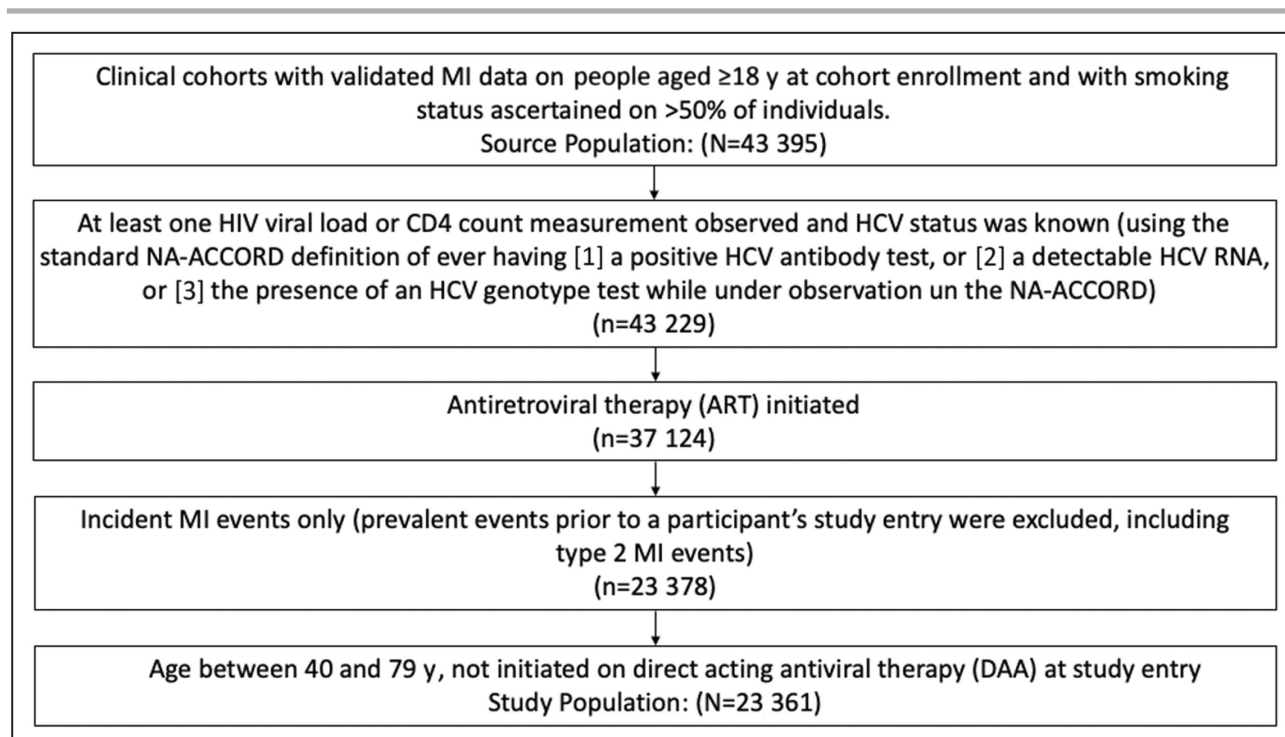 Clinical cohorts with validated MI data on people aged ≥18 y at cohort enrollment and with smoking
status ascertained on >50% of individuals.
Source Population: (N=43 395)
At least one HIV viral load or CD4 count measurement observed and HCV status was known (using the
standard NA-ACCORD definition of ever having [1] a positive HCV antibody test, or [2] a detectable HCV RNA,
or [3] the presence of an HCV genotype test while under observation un the NA-ACCORD)
(n=43 229)
Antiretroviral therapy (ART) initiated
(n=37 124)
Incident MI events only (prevalent events prior to a participant's study entry were excluded, including
type 2 MI events)
(n=23 378)
Age between 40 and 79 y, not initiated on direct acting antiviral therapy (DAA) at study entry
Study Population: (N=23 361)